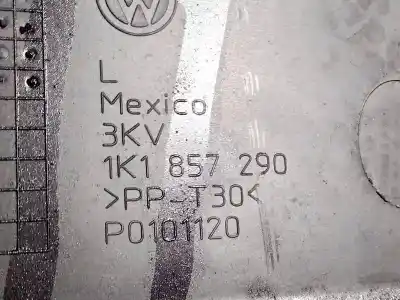 L
Mexico
3KV
1K1 857 290
>PP-T30<
P0101120